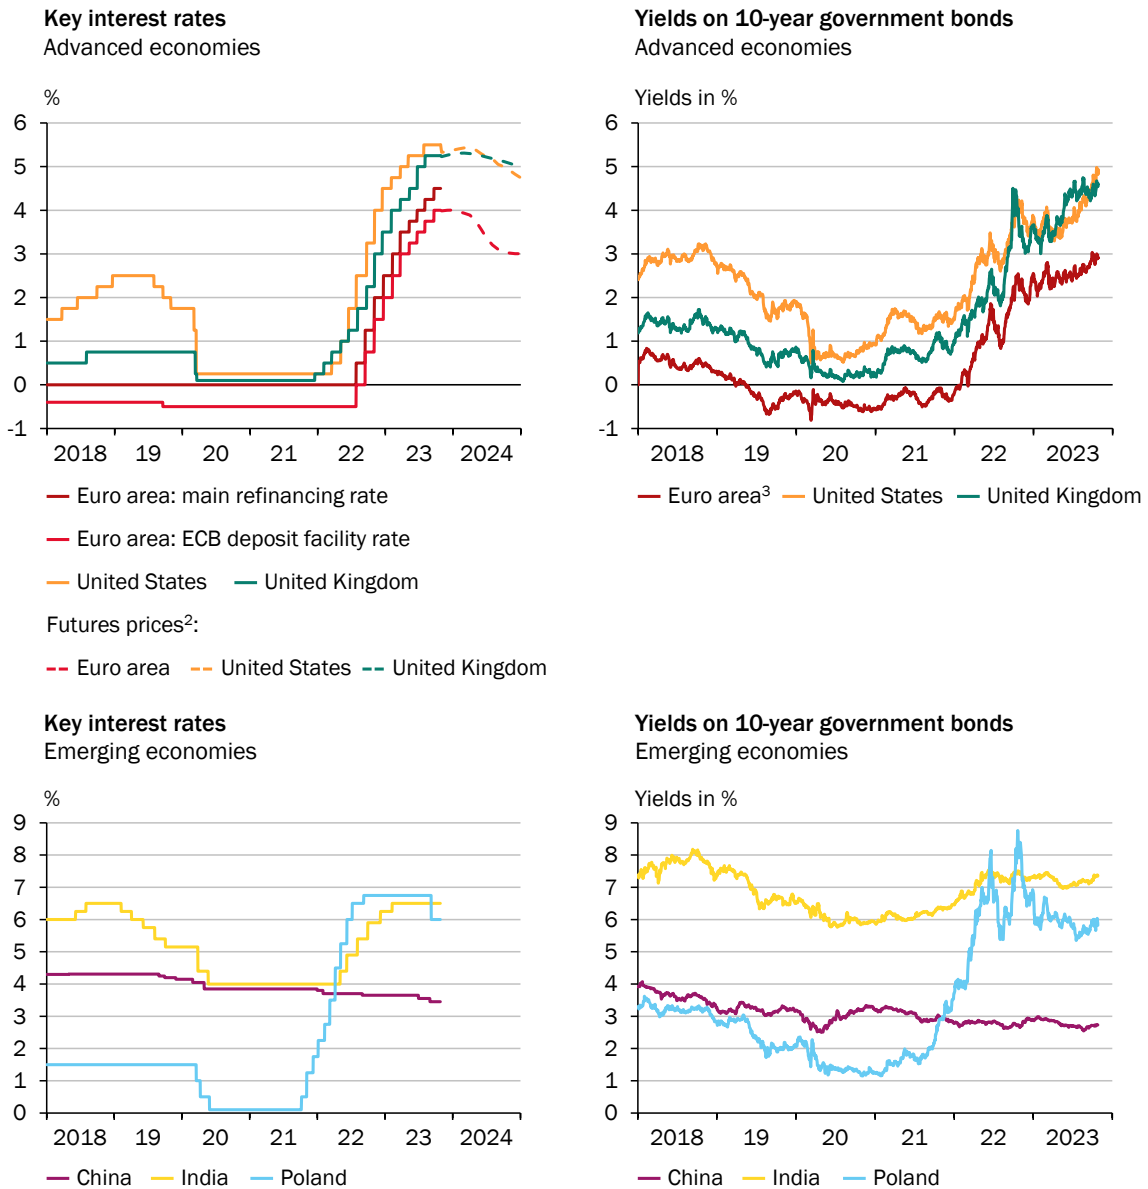 Key interest rates
Advanced economies
%
6
5
4
3
2
1
0
-1
2018 19 20 21 22 23 2024
Euro area: main refinancing rate
Euro area: ECB deposit facility rate
United States United Kingdom
Futures prices²:
Euro area United States United Kingdom
Yields on 10-year government bonds
Advanced economies
Yields in %
6
5
4
3
2
1
0
-1
2018 19 20 21 22 2023
Euro area³ United States United Kingdom
Key interest rates
Emerging economies
%
9
8
7
6
5
4
3
2
1
0
2018 19 20 21 22 23 2024
China India Poland
Yields on 10-year government bonds
Emerging economies
Yields in %
9
8
7
6
5
4
3
2
1
0
2018 19 20 21 22 2023
China India Poland